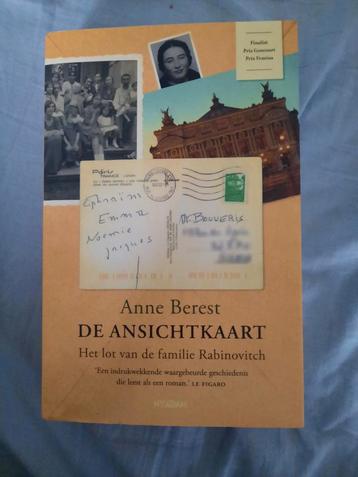 Finalist
Prix Goncourt
Prix Femina
Paris
Ephraïm
Emma
Noémie
Jacques
M. Bouveris
Anne Berest
DE ANSICHTKAART
Het lot van de familie Rabinovitch
'Een indrukwekkende waargebeurde geschiedenis
die leest als een roman.' LE FIGARO